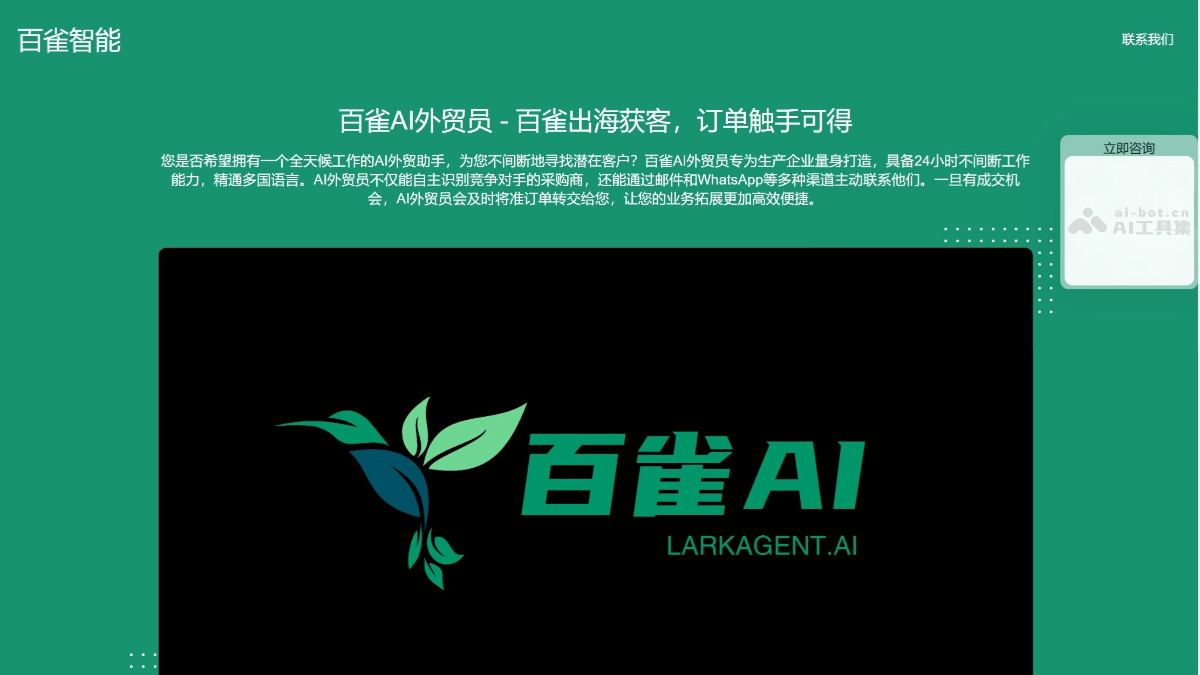 百雀智能
联系我们
百雀AI外贸员 - 百雀出海获客，订单触手可得
您是否希望拥有一个全天候工作的AI外贸助手，为您不间断地寻找潜在客户？百雀AI外贸员专为生产企业量身打造，具备24小时不间断工作
能力，精通多国语言。AI外贸员不仅能自主识别竞争对手的采购商，还能通过邮件和WhatsApp等多种渠道主动联系他们。一旦有成交机
会，AI外贸员会及时将准订单转交给您，让您的业务拓展更加高效便捷。
立即咨询
ai-bot.cn
AI工具集
百雀AI
LARKAGENT.AI